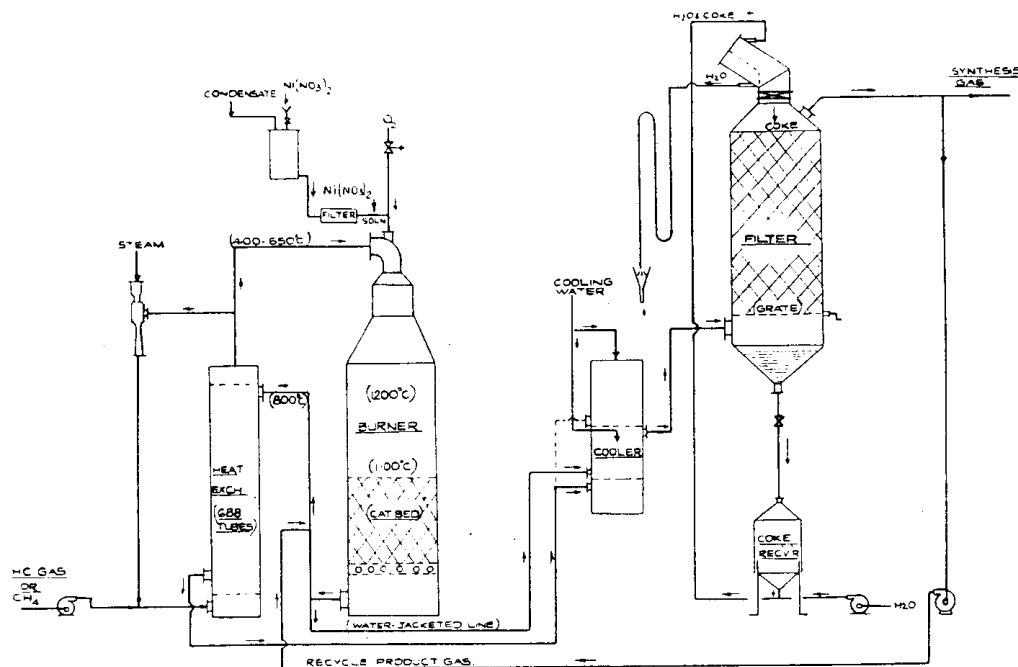 H2O & COKE
H2O
SYNTHESIS
GAS
COKE
CONDENSATE
Ni(NO3)2
O2
Ni(NO3)2
FILTER
SOLN
(400-650°C)
STEAM
FILTER
COOLING
WATER
(GRATE)
(800°C)
(1200°C)
BURNER
COOLER
(1100°C)
HEAT
EXCH
(688
TUBES)
(CAT BED)
COKE
RECV'R
HC GAS
OR
CH4
H2O
(WATER-JACKETED LINE)
RECYCLE PRODUCT GAS